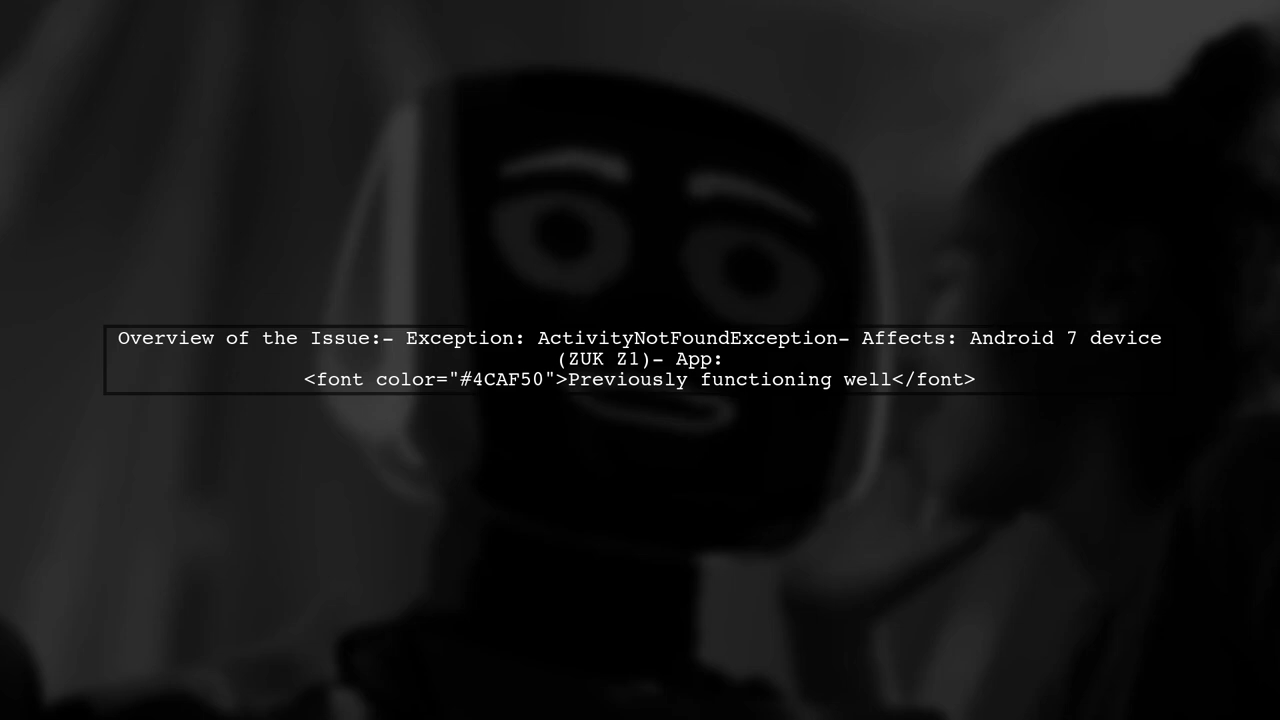 Overview of the Issue:- Exception: ActivityNotFoundException- Affects: Android 7 device
(ZUK Z1)- App:
<font color="#4CAF50">Previously functioning well</font>